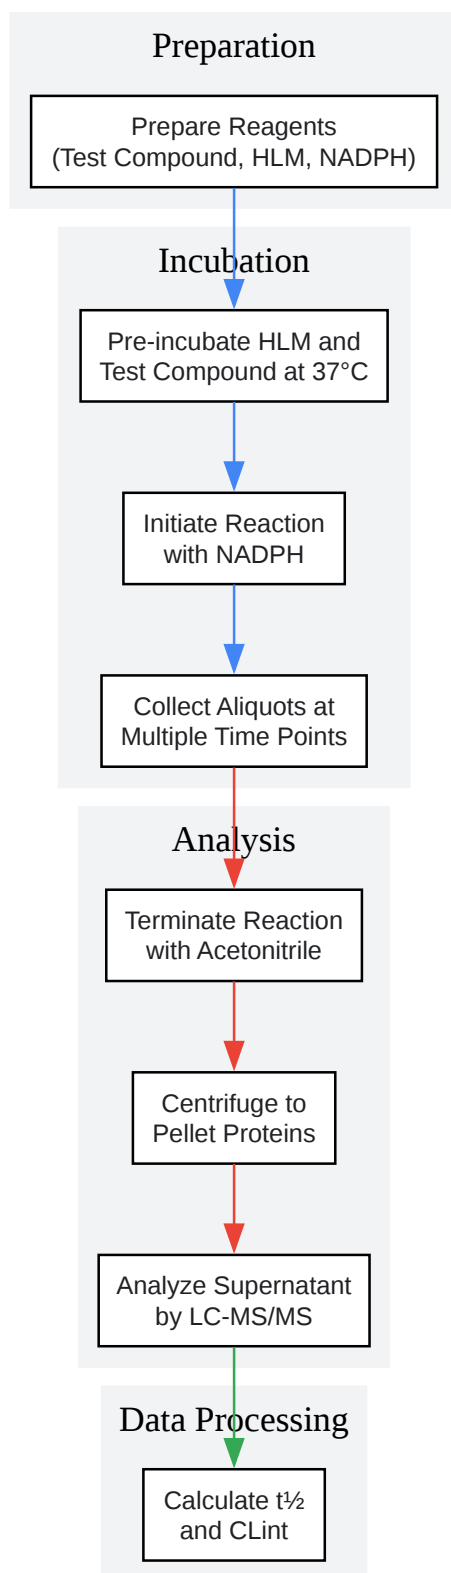 Preparation
Prepare Reagents
(Test Compound, HLM, NADPH)
Incubation
Pre-incubate HLM and
Test Compound at 37°C
Initiate Reaction
with NADPH
Collect Aliquots at
Multiple Time Points
Analysis
Terminate Reaction
with Acetonitrile
Centrifuge to
Pellet Proteins
Analyze Supernatant
by LC-MS/MS
Data Processing
Calculate t½
and CLint